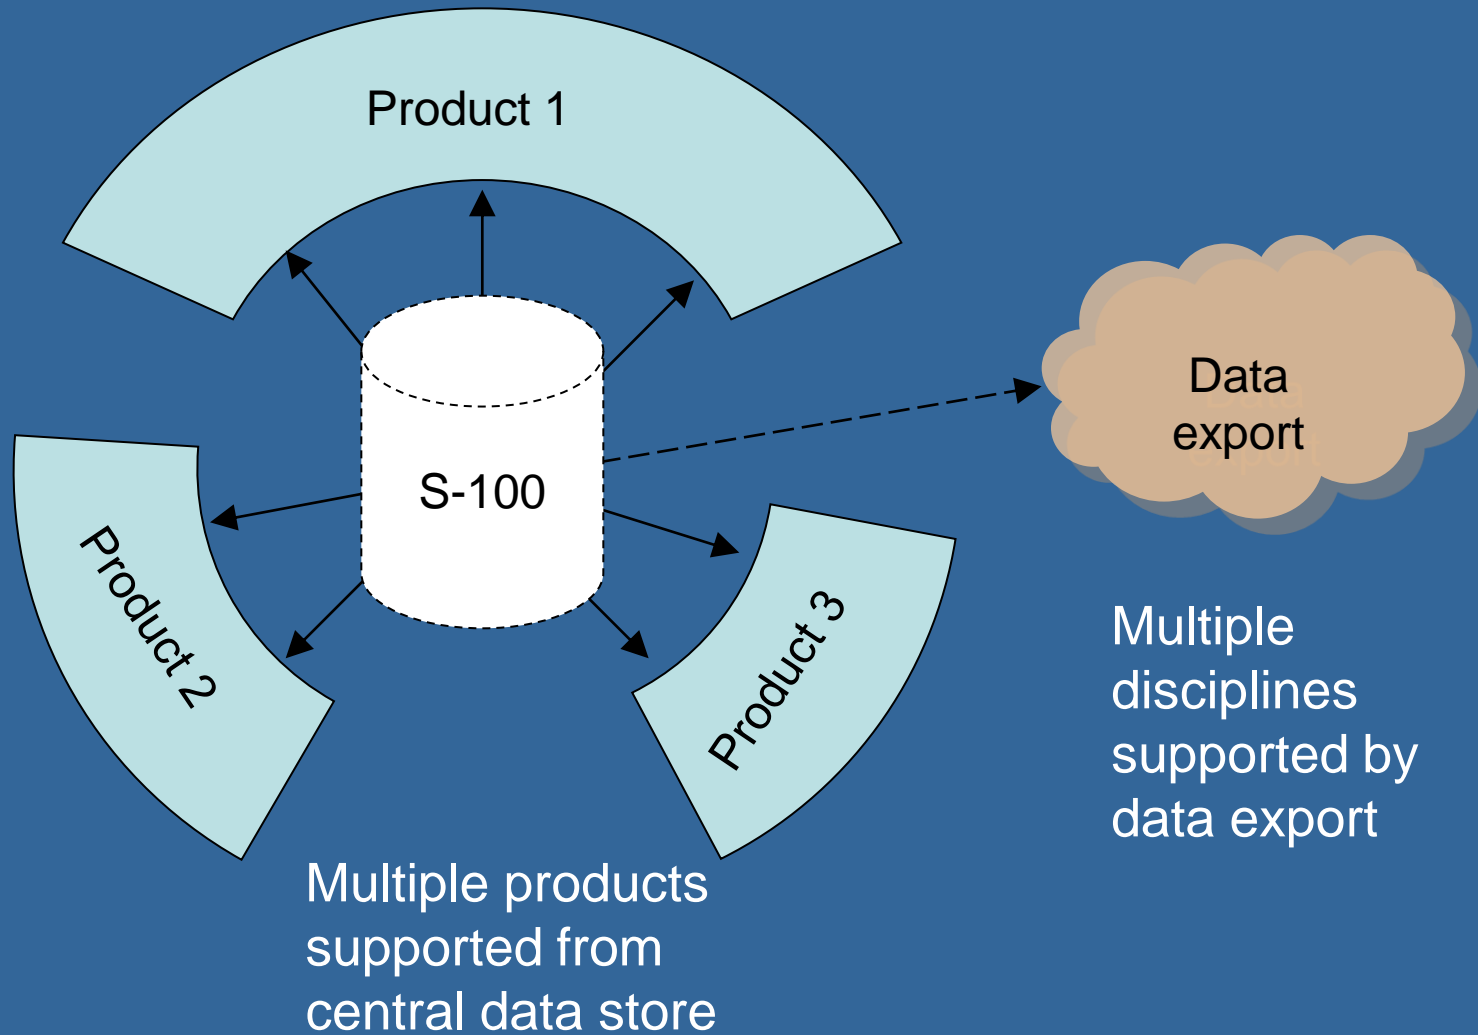 Product 1
Data
export
S-100
Product 2
Product 3
Multiple
disciplines
supported by
data export
Multiple products
supported from
central data store